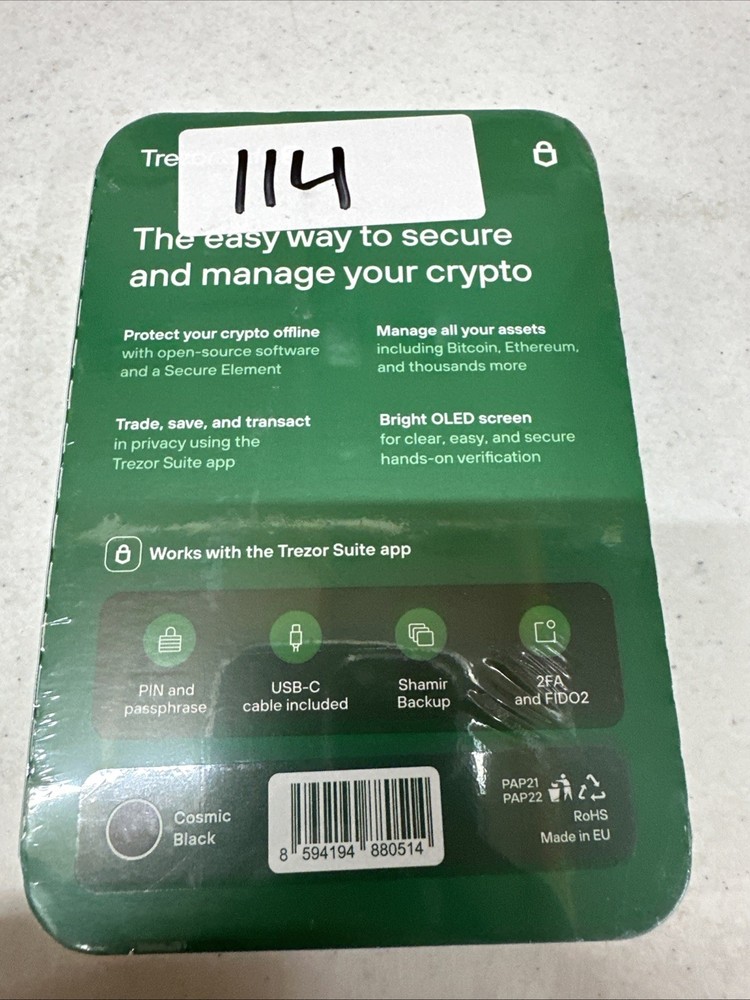 Tre
114
The easy way to secure
and manage your crypto
Protect your crypto offline
with open-source software
and a Secure Element
Manage all your assets
including Bitcoin, Ethereum,
and thousands more
Trade, save, and transact
in privacy using the
Trezor Suite app
Bright OLED screen
for clear, easy, and secure
hands-on verification
Works with the Trezor Suite app
PIN and
passphrase
USB-C
cable included
Shamir
Backup
2FA
and FIDO2
Cosmic
Black
8 594194 880514
PAP21
PAP22
RoHS
Made in EU